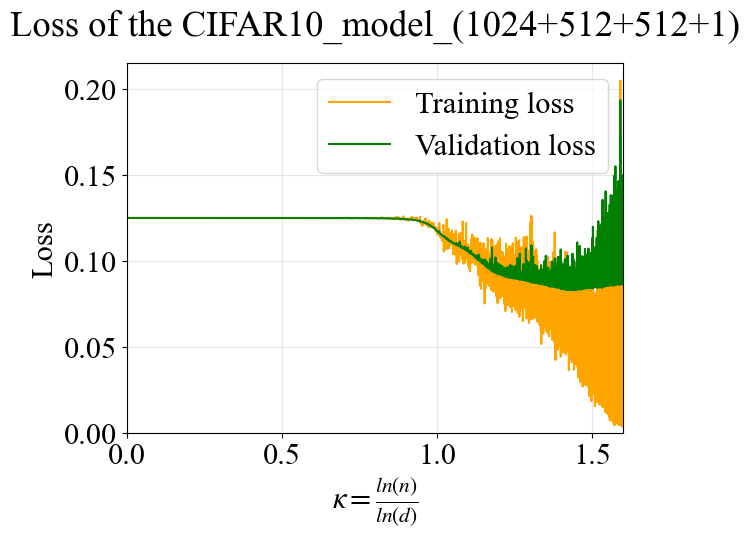 Loss of the CIFAR10_model_(1024+512+512+1)
Training loss
Validation loss
Loss
0.20
0.15
0.10
0.05
0.00
0.0 0.5 1.0 1.5
κ = ln(n)/ln(d)